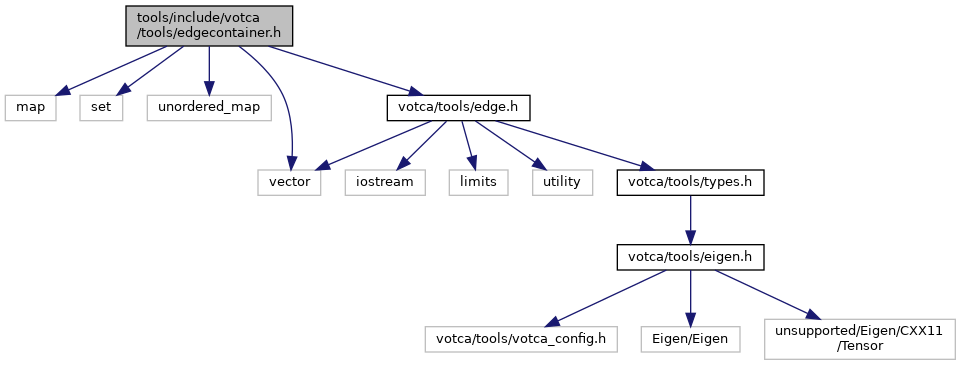 tools/include/votca
/tools/edgecontainer.h
map
set
unordered_map
votca/tools/edge.h
vector
iostream
limits
utility
votca/tools/types.h
votca/tools/eigen.h
votca/tools/votca_config.h
Eigen/Eigen
unsupported/Eigen/CXX11
/Tensor